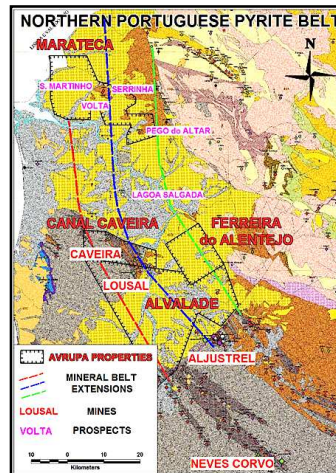 NORTHERN PORTUGUESE PYRITE BELT
MARATECA
S. MARTINHO
SERRINHA
VOLTA
PEGO do ALTAR
LAGOA SALGADA
CANAL CAVEIRA
FERREIRA
do ALENTEJO
CAVEIRA
LOUSAL
ALVALADE
ALJUSTREL
AVRUPA PROPERTIES
MINERAL BELT
EXTENSIONS
LOUSAL MINES
VOLTA PROSPECTS
10 0 10
Kilometers
NEVES CORVO